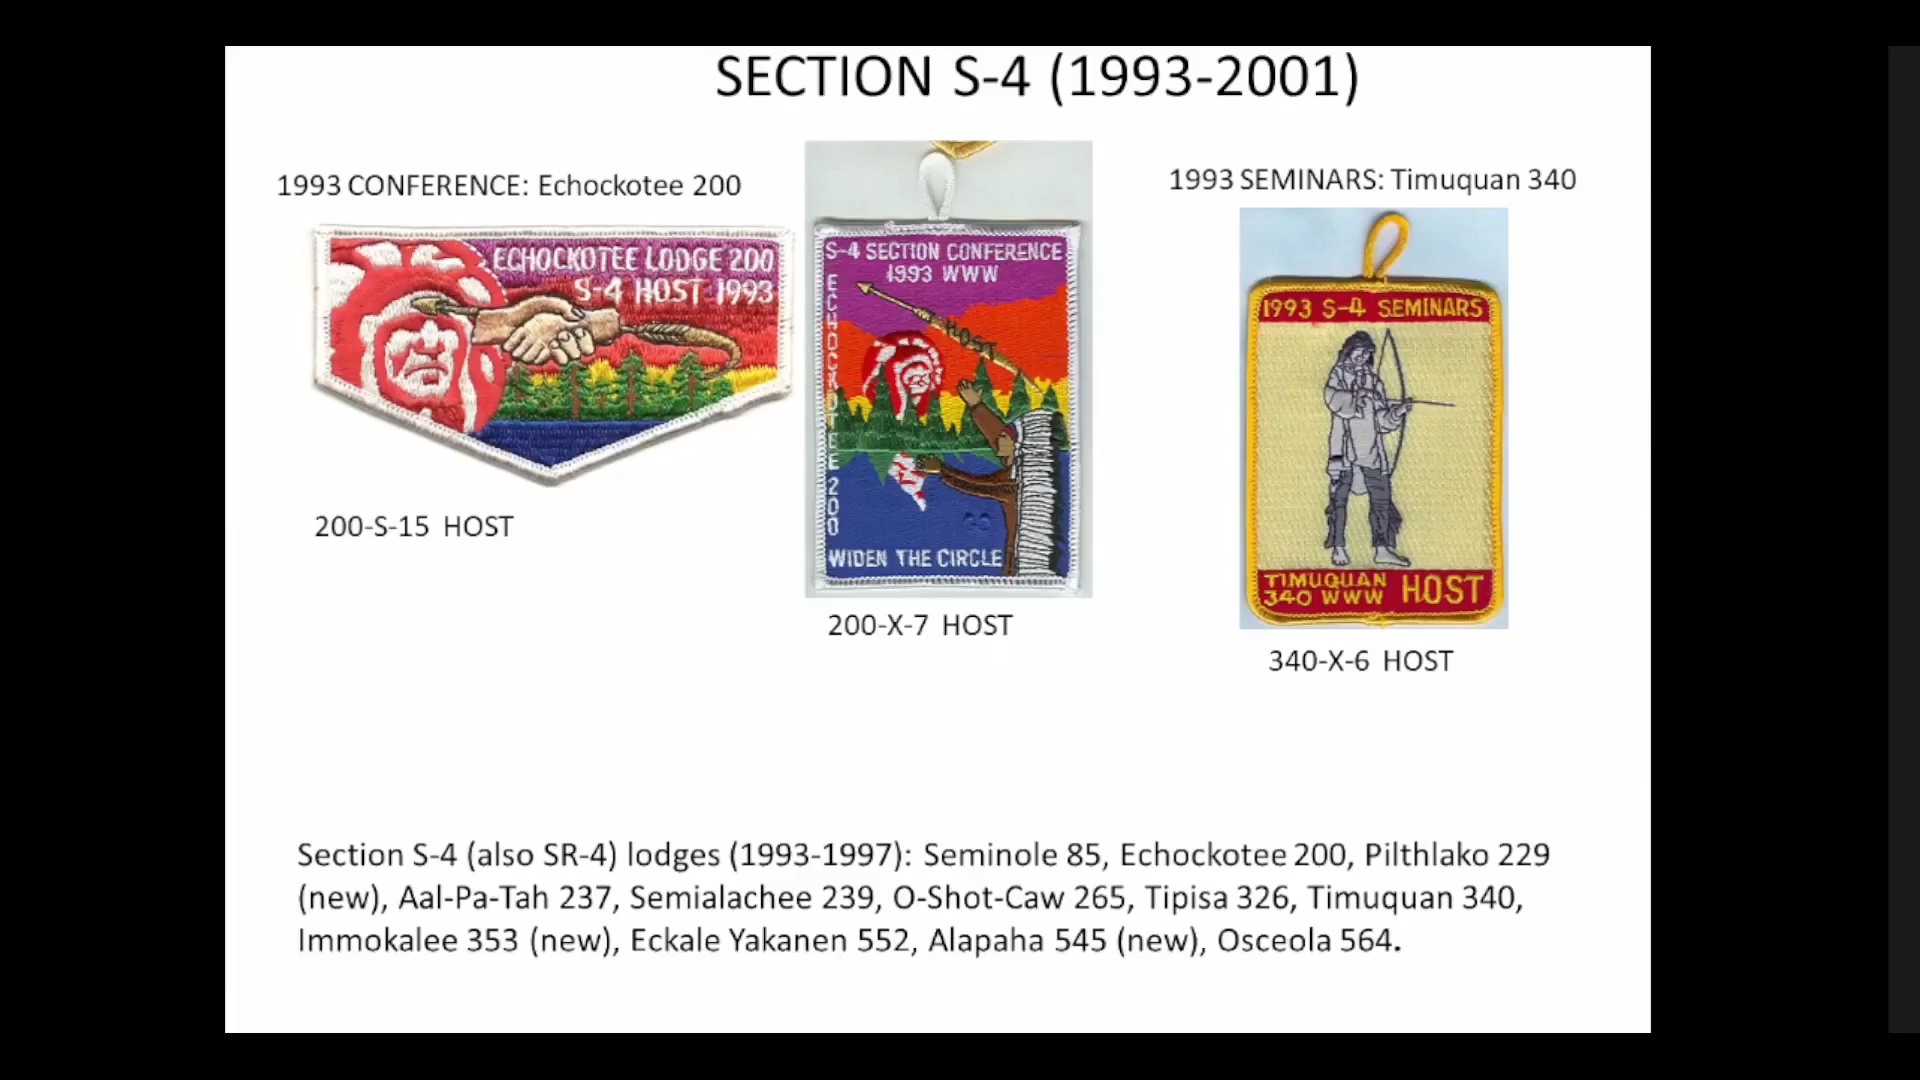 SECTION S-4 (1993-2001)
1993 CONFERENCE: Echockotee 200
ECHOCKOTEE LODGE 200
S-4 HOST 1993
200-S-15 HOST
S-4 SECTION CONFERENCE
1993 WWW
ECHOCKOTEE 200
HOST
WIDEN THE CIRCLE
200-X-7 HOST
1993 SEMINARS: Timuquan 340
1993 S-4 SEMINARS
TIMUQUAN
340 WWW HOST
340-X-6 HOST
Section S-4 (also SR-4) lodges (1993-1997): Seminole 85, Echockotee 200, Pilthlako 229
(new), Aal-Pa-Tah 237, Semialachee 239, O-Shot-Caw 265, Tipisa 326, Timuquan 340,
Immokalee 353 (new), Eckale Yakanen 552, Alapaha 545 (new), Osceola 564.